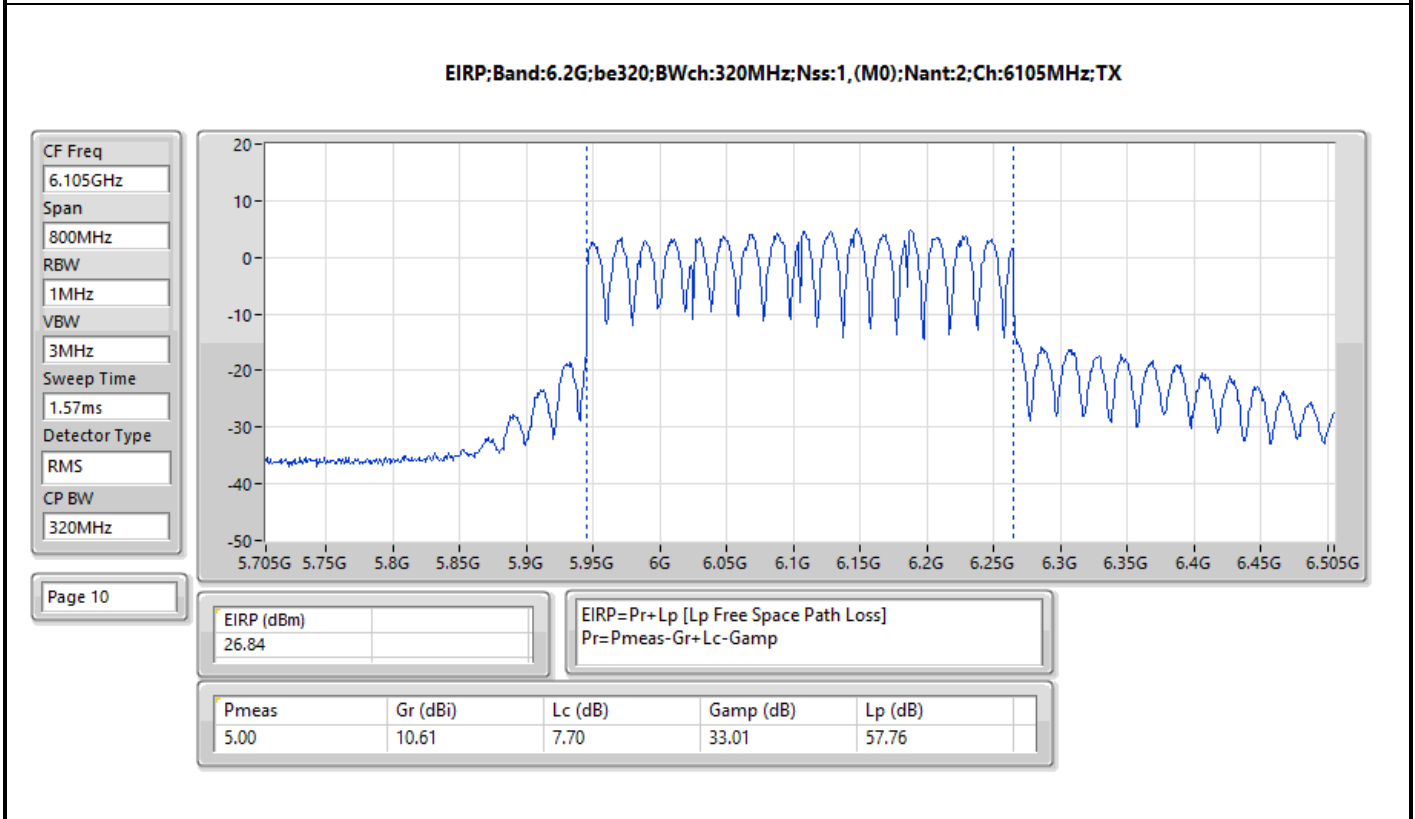 EIRP;Band:6.2G;be320;BWch:320MHz;Nss:1,(M0);Nant:2;Ch:6105MHz;TX
CF Freq
6.105GHz
Span
800MHz
RBW
1MHz
VBW
3MHz
Sweep Time
1.57ms
Detector Type
RMS
CP BW
320MHz
Page 10
20
10
0
-10
-20
-30
-40
-50
5.705G 5.75G 5.8G 5.85G 5.9G 5.95G 6G 6.05G 6.1G 6.15G 6.2G 6.25G 6.3G 6.35G 6.4G 6.45G 6.505G
EIRP (dBm)
26.84
EIRP=Pr+Lp [Lp Free Space Path Loss]
Pr=Pmeas-Gr+Lc-Gamp
Pmeas Gr (dBi) Lc (dB) Gamp (dB) Lp (dB)
5.00 10.61 7.70 33.01 57.76